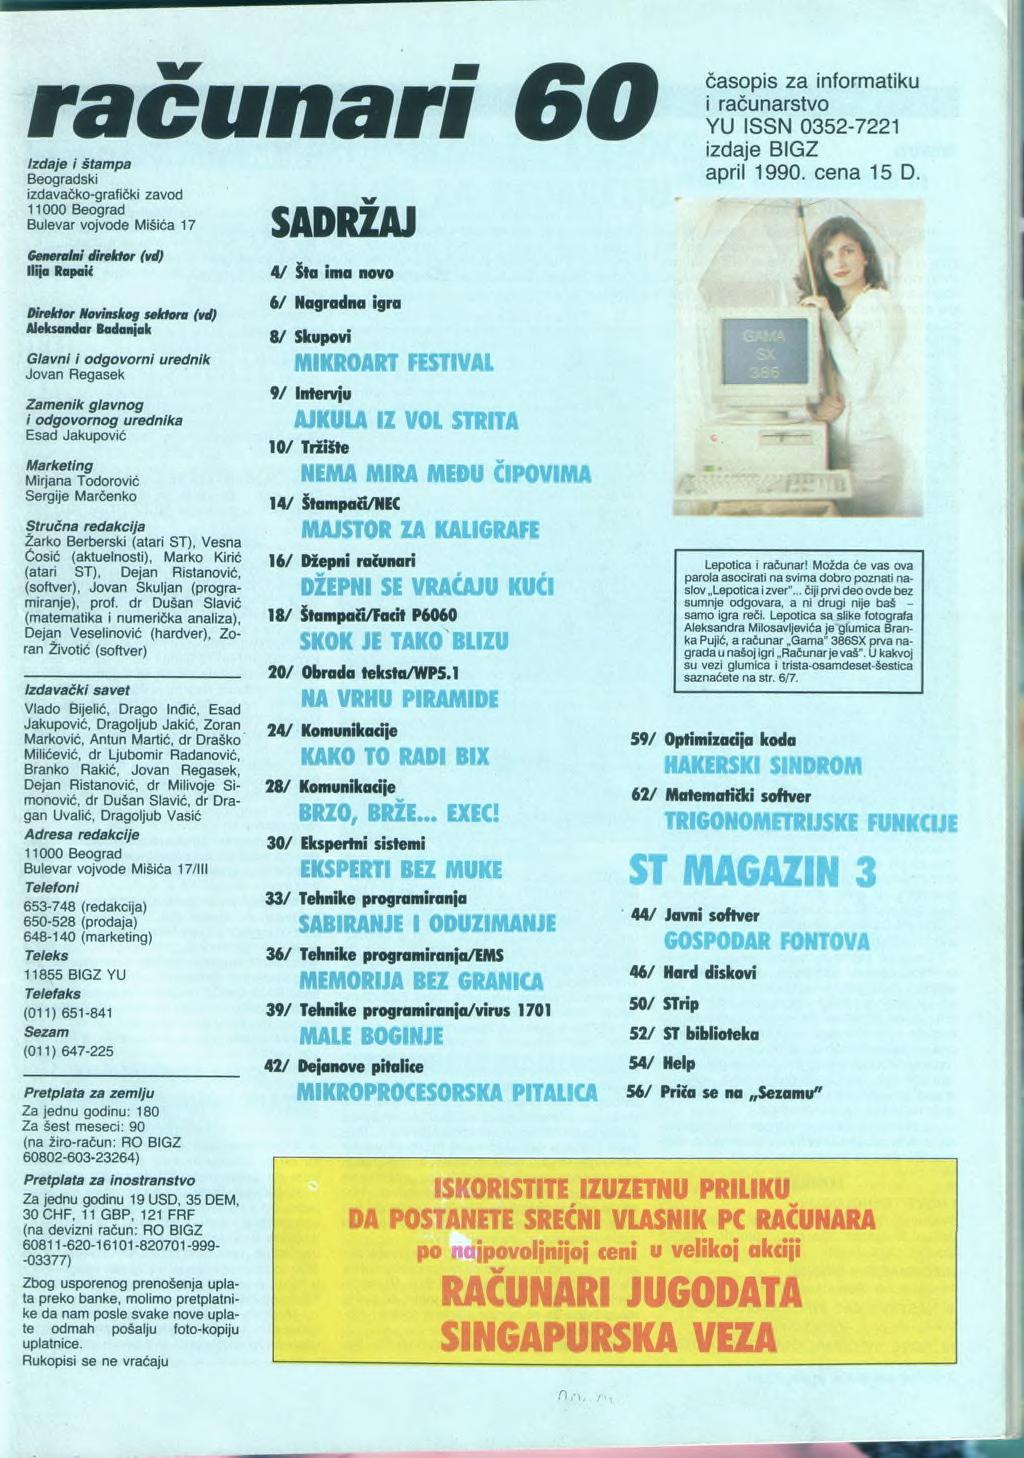 računari 60
časopis za informatiku
i računarstvo
YU ISSN 0352-7221
izdaje BIGZ
april 1990. cena 15 D.
Izdaje i štampa
Beogradski
izdavačko-grafički zavod
11000 Beograd
Bulevar vojvode Mišića 17
Generalni direktor (vd)
Ilija Rapaić
Direktor Novinskog sektora (vd)
Aleksandar Badanjak
Glavni i odgovorni urednik
Jovan Regasek
Zamenik glavnog
i odgovornog urednika
Esad Jakupović
Marketing
Mirjana Todorović
Sergije Marčenko
Stručna redakcija
Žarko Berberski (atari ST), Vesna
Ćosić (aktuelnosti), Marko Kirić
(atari ST), Dejan Ristanović,
(softver), Jovan Skuljan (progra-
miranje), prof. dr Dušan Slavić
(matematika i numerička analiza),
Dejan Veselinović (hardver), Zo-
ran Životić (softver)
Izdavački savet
Vlado Bijelić, Drago Inđić, Esad
Jakupović, Dragoljub Jakić, Zoran
Marković, Antun Martić, dr Draško
Milićević, dr Ljubomir Radanović,
Branko Rakić, Jovan Regasek,
Dejan Ristanović, dr Milivoje Si-
monović, dr Dušan Slavić, dr Dra-
gan Uvalić, Dragoljub Vasić
Adresa redakcije
11000 Beograd
Bulevar vojvode Mišića 17/III
Telefoni
653-748 (redakcija)
650-528 (prodaja)
648-140 (marketing)
Teleks
11855 BIGZ YU
Telefaks
(011) 651-841
Sezam
(011) 647-225
Pretplata za zemlju
Za jednu godinu: 180
Za šest meseci: 90
(na žiro-račun: RO BIGZ
60802-603-23264)
Pretplata za inostranstvo
Za jednu godinu 19 USD, 35 DEM,
30 CHF, 11 GBP, 121 FRF
(na devizni račun: RO BIGZ
60811-620-16101-820701-999-
-03377)
Zbog usporenog prenošenja upla-
ta preko banke, molimo pretplatni-
ke da nam posle svake nove upla-
te odmah pošalju foto-kopiju
uplatnice.
Rukopisi se ne vraćaju
SADRŽAJ
4/ Šta ima novo
6/ Nagradna igra
8/ Skupovi
MIKROART FESTIVAL
9/ Intervju
AJKULA IZ VOL STRITA
10/ Tržište
NEMA MIRA MEĐU ČIPOVIMA
14/ Štampači/NEC
MAJSTOR ZA KALIGRAFE
16/ Džepni računari
DŽEPNI SE VRAĆAJU KUĆI
18/ Štampači/Facit P6060
SKOK JE TAKO BLIZU
20/ Obrada teksta/WP5.1
NA VRHU PIRAMIDE
24/ Komunikacije
KAKO TO RADI BIX
28/ Komunikacije
BRZO, BRŽE... EXEC!
30/ Ekspertni sistemi
EKSPERTI BEZ MUKE
33/ Tehnike programiranja
SABIRANJE I ODUZIMANJE
36/ Tehnike programiranja/EMS
MEMORIJA BEZ GRANICA
39/ Tehnike programiranja/virus 1701
MALE BOGINJE
42/ Dejanove pitalice
MIKROPROCESORSKA PITALICA
GAMA
SX
386
Lepotica i računar! Možda će vas ova
parola asocirati na svima dobro poznati na-
slov „Lepotica i zver"... čiji prvi deo ovde bez
sumnje odgovara, a ni drugi nije baš –
samo igra reči. Lepotica sa slike fotografa
Aleksandra Milosavljevića je glumica Bran-
ka Pujić, a računar „Gama" 386SX prva na-
grada u našoj igri „Računar je vaš". U kakvoj
su vezi glumica i trista-osamdeset-šestica
saznaćete na str. 6/7.
59/ Optimizacija koda
HAKERSKI SINDROM
62/ Matematički softver
TRIGONOMETRIJSKE FUNKCIJE
ST MAGAZIN 3
44/ Javni softver
GOSPODAR FONTOVA
46/ Hard diskovi
50/ STrip
52/ ST biblioteka
54/ Help
56/ Priča se na „Sezamu"
ISKORISTITE IZUZETNU PRILIKU
DA POSTANETE SREĆNI VLASNIK PC RAČUNARA
po najpovoljnijoj ceni u velikoj akciji
RAČUNARI JUGODATA
SINGAPURSKA VEZA